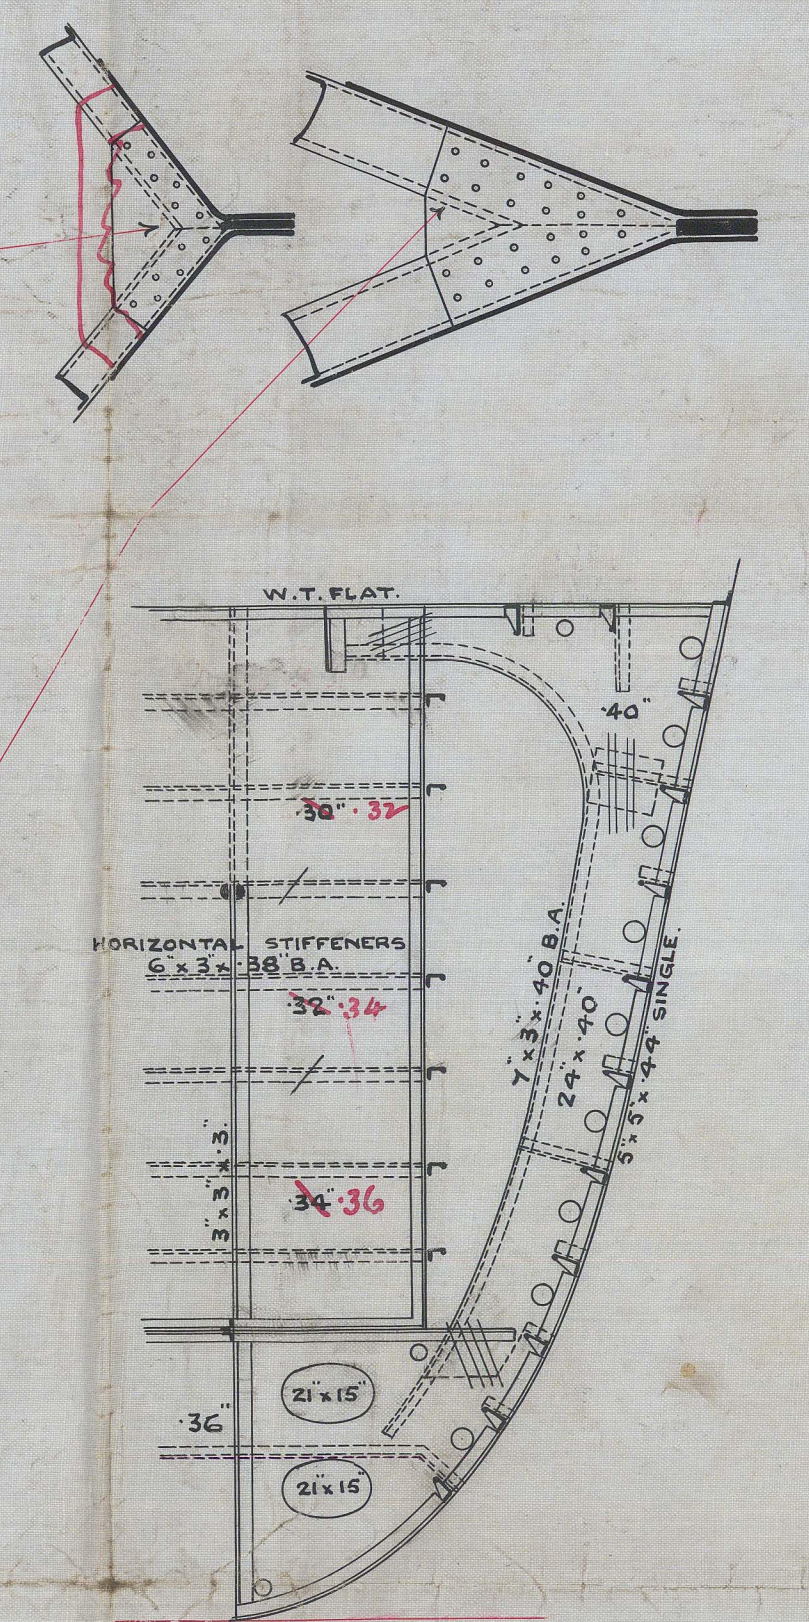 W.T. FLAT.
·40"
·30" ·32
HORIZONTAL STIFFENERS
6"x 3"x ·38" B.A.
·32" ·34
7"x 3"x ·40" B.A.
24"x ·40"
5"x 5"x ·44" SINGLE.
3"x 3"x ·3.
·34" ·36
21"x 15"
·36"
21"x 15"